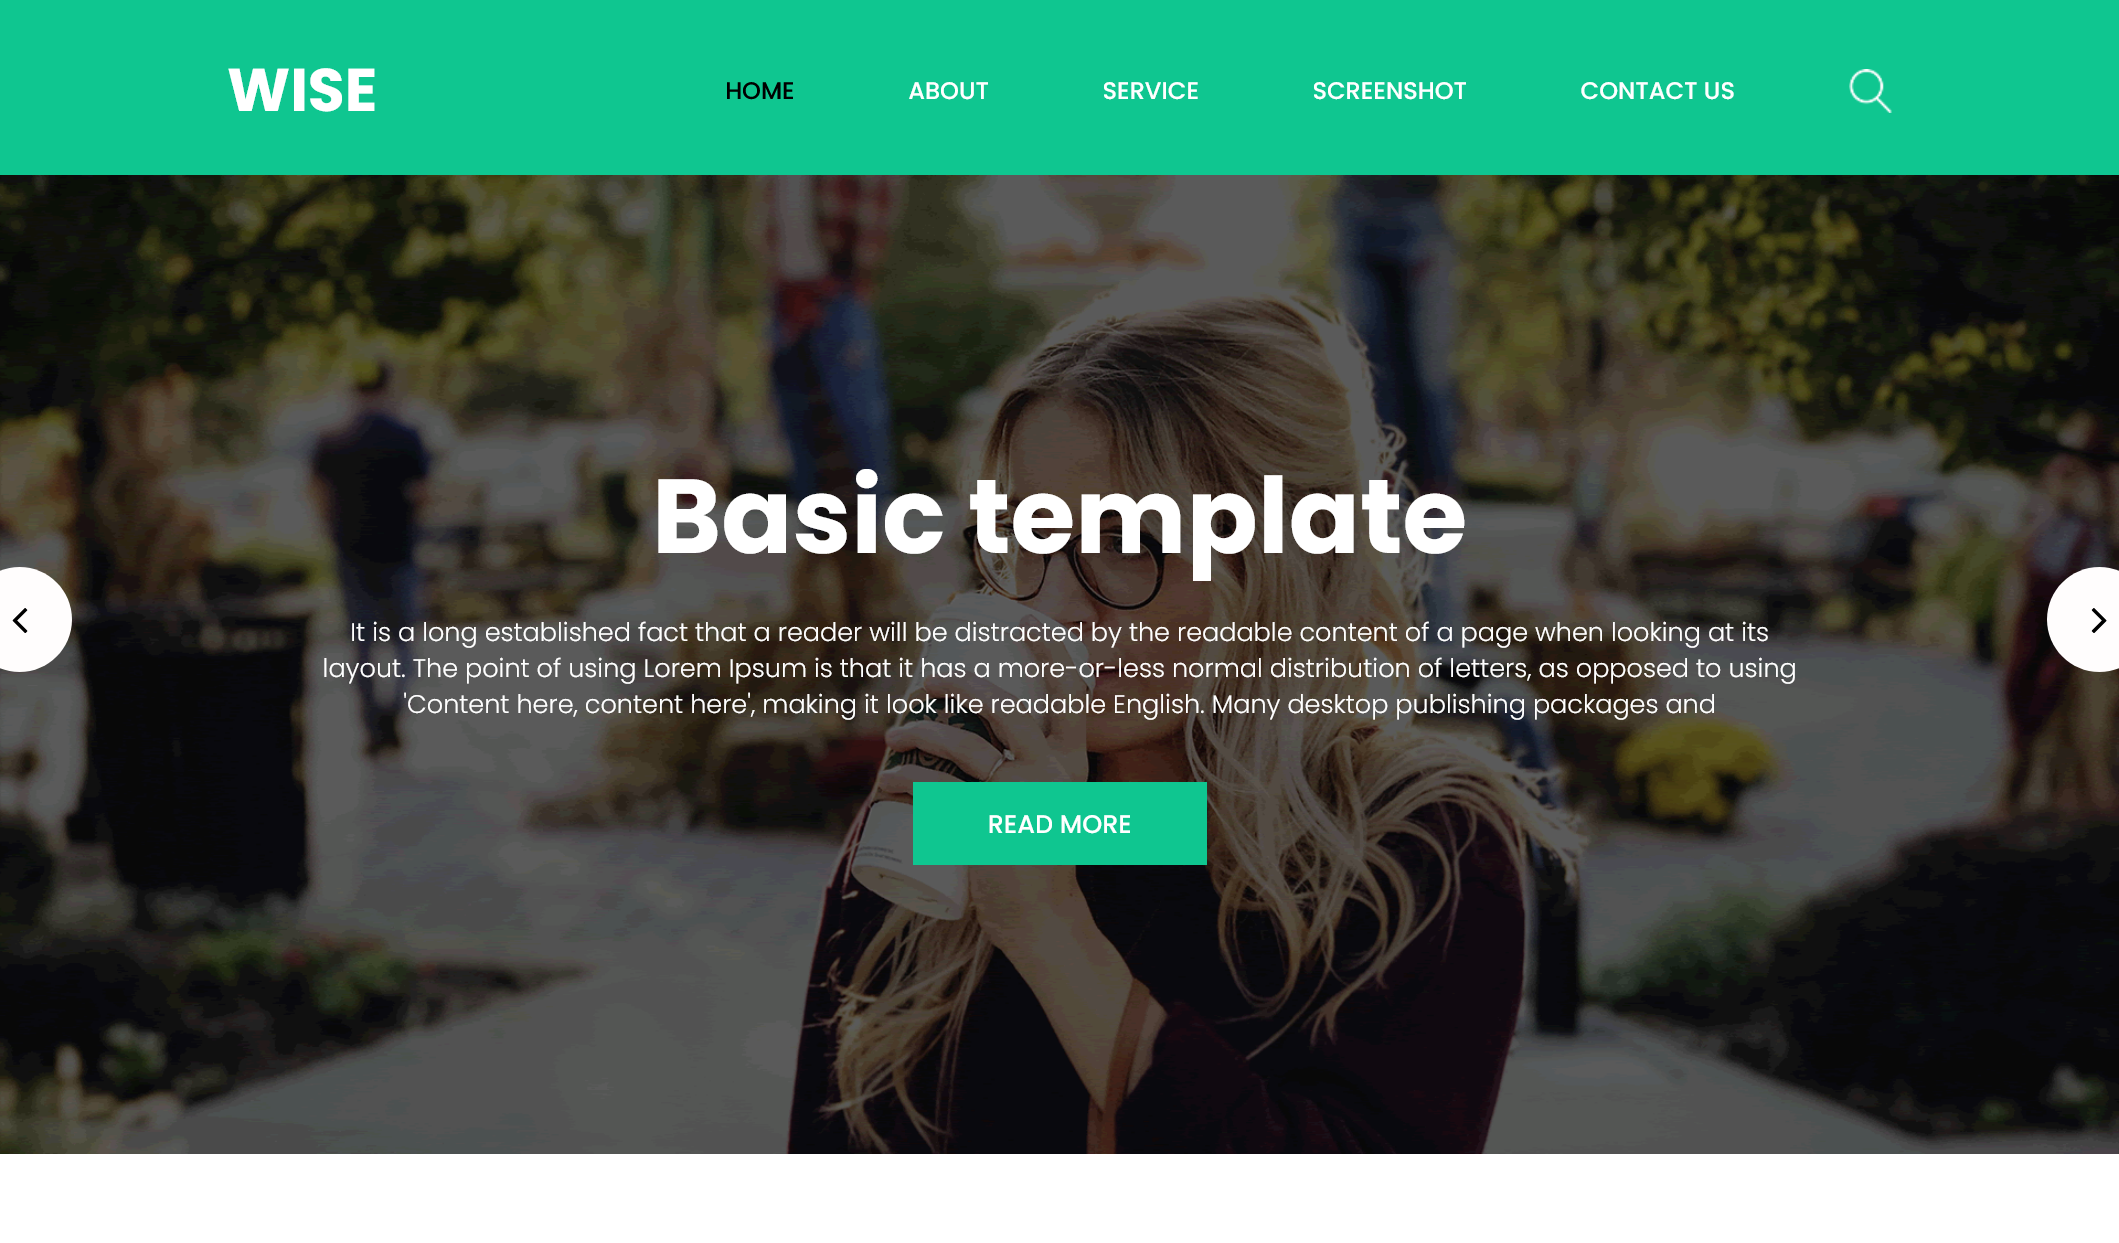 WISE
HOME
ABOUT
SERVICE
SCREENSHOT
CONTACT US
Basic template
It is a long established fact that a reader will be distracted by the readable content of a page when looking at its
layout. The point of using Lorem Ipsum is that it has a more-or-less normal distribution of letters, as opposed to using
'Content here, content here', making it look like readable English. Many desktop publishing packages and
READ MORE